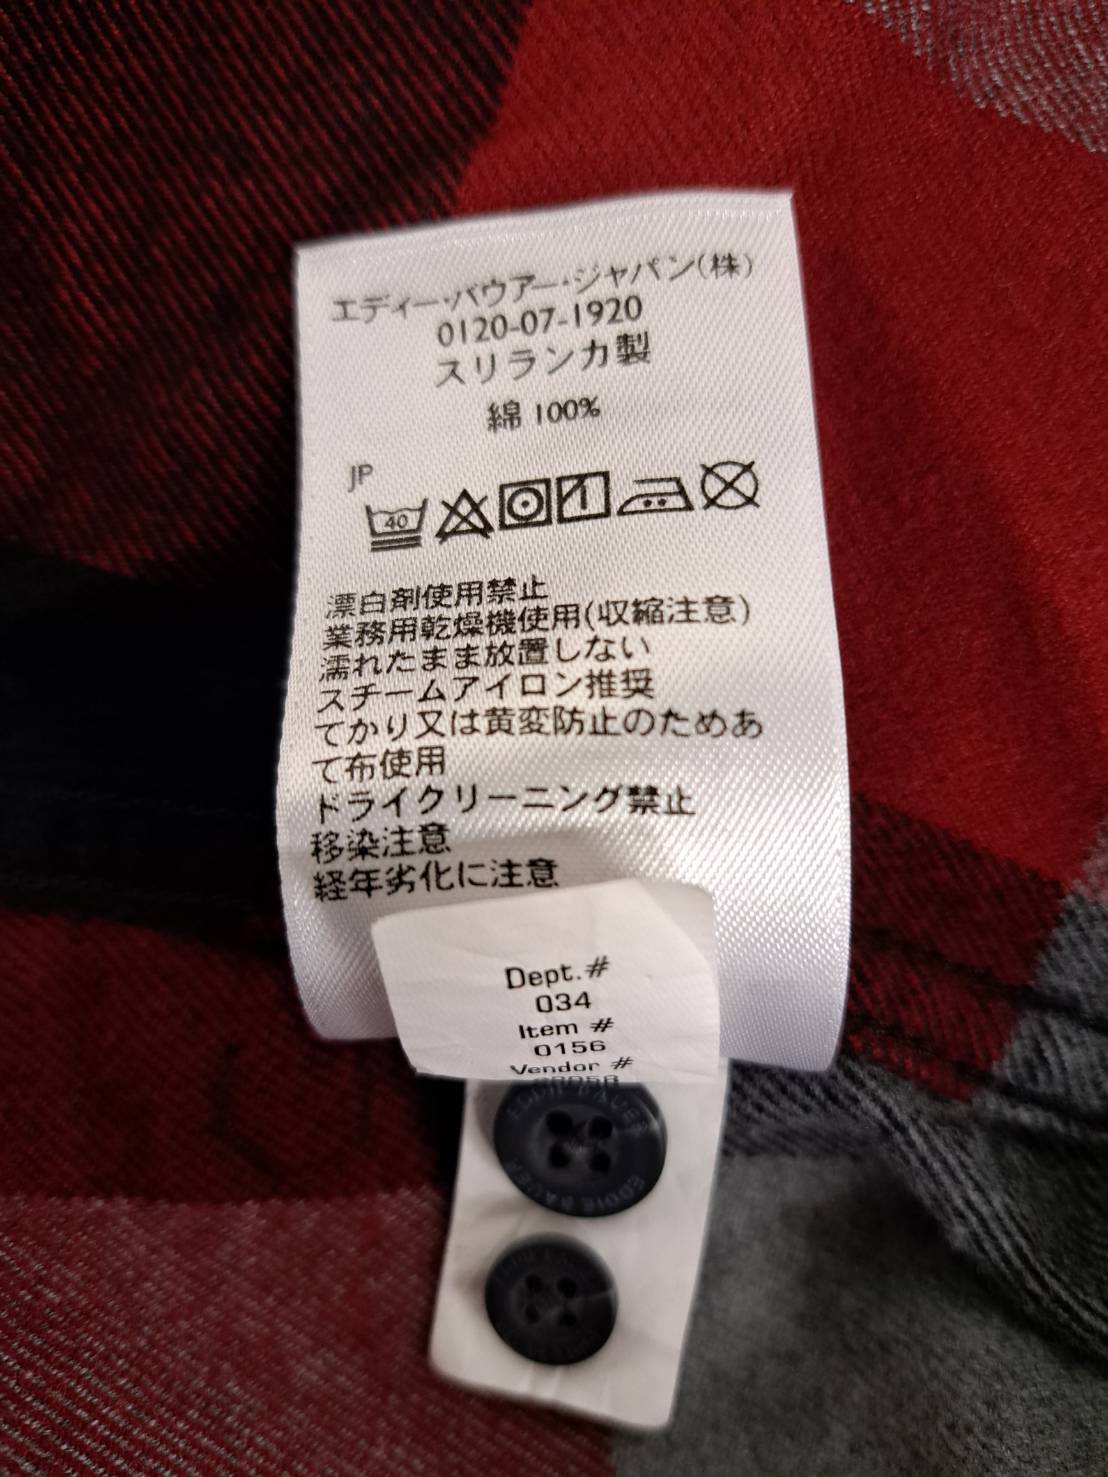 エディー・バウアー・ジャパン(株)
0120-07-1920
スリランカ製
綿 100%
JP
40
漂白剤使用禁止
業務用乾燥機使用(収縮注意)
濡れたまま放置しない
スチームアイロン推奨
てかり又は黄変防止のためあ
て布使用
ドライクリーニング禁止
移染注意
経年劣化に注意
Dept.#
034
Item #
0156
Vendor #
EDDIE BAUER
EDDIE BAUER